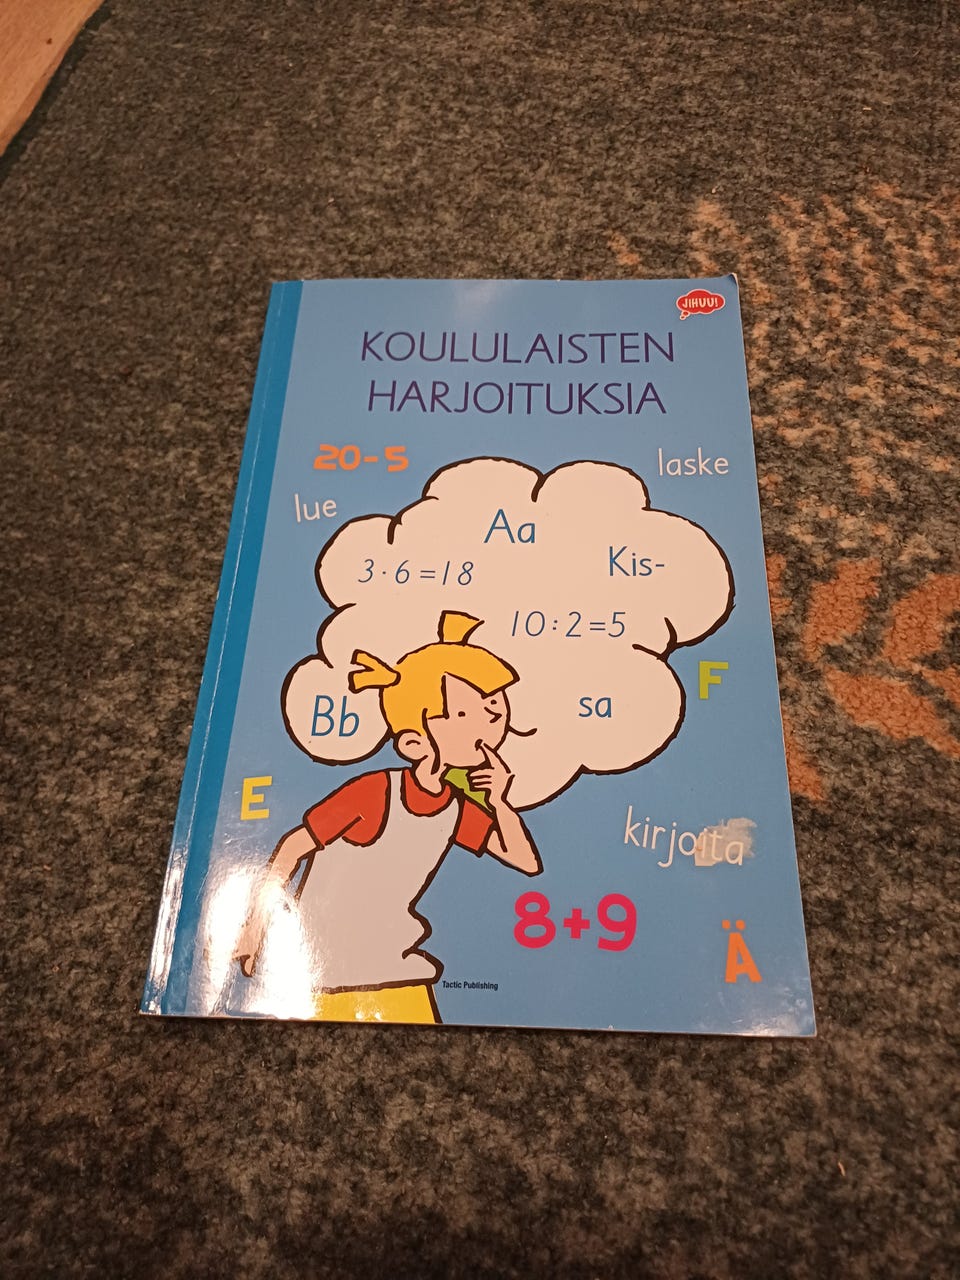 JIHUU!
KOULULAISTEN
HARJOITUKSIA
20-5
laske
lue
Aa
Kis-
3·6=18
10:2=5
F
Bb
sa
E
kirjoita
8+9
Ä
Tactic Publishing